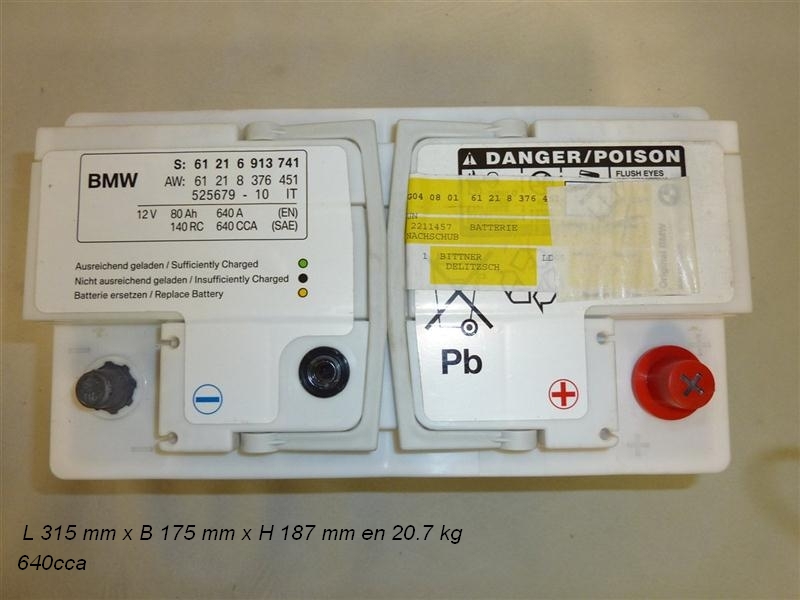 S: 61 21 6 913 741
BMW
AW: 61 21 8 376 451
525679 - 10 IT
12 V 80 Ah 640 A (EN)
140 RC 640 CCA (SAE)
Ausreichend geladen / Sufficiently Charged
Nicht ausreichend geladen / Insufficiently Charged
Batterie ersetzen / Replace Battery
DANGER/POISON
FLUSH EYES
G04 08 01 61 21 8 376 451
2211457 BATTERIE
NACHSCHUB
1 BITTNER
DELITZSCH
Original BMW
Pb
L 315 mm x B 175 mm x H 187 mm en 20.7 kg
640cca